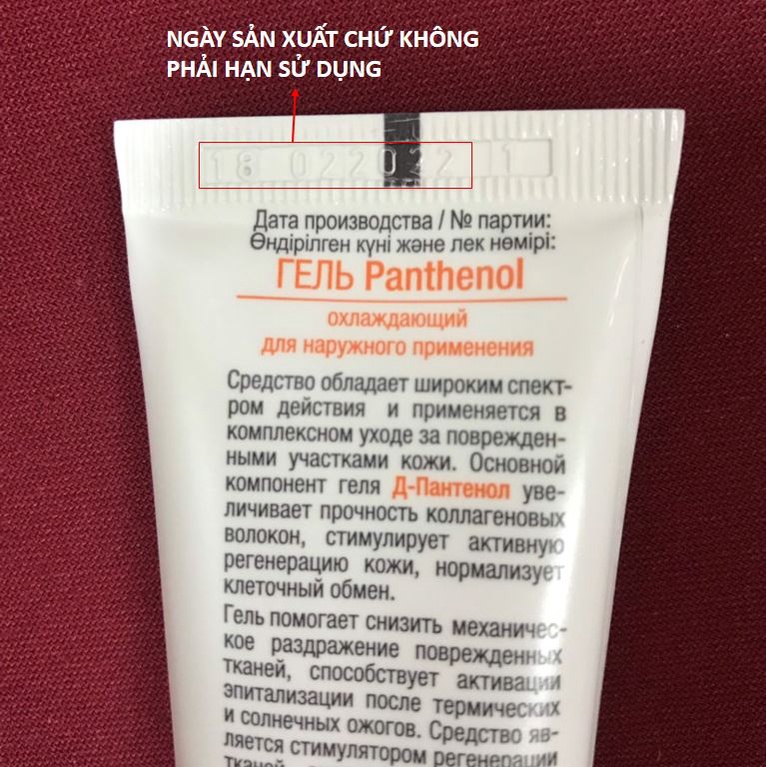 NGÀY SẢN XUẤT CHỨ KHÔNG
PHẢI HẠN SỬ DỤNG
18 022022 1
Дата производства / № партии:
Өндірілген күні және лек нөмірі:
ГЕЛЬ Panthenol
охлаждающий
для наружного применения
Средство обладает широким спект-
ром действия и применяется в
комплексном уходе за поврежден-
ными участками кожи. Основной
компонент геля Д-Пантенол уве-
личивает прочность коллагеновых
волокон, стимулирует активную
регенерацию кожи, нормализует
клеточный обмен.
Гель помогает снизить механичес-
кое раздражение поврежденных
тканей, способствует активации
эпитализации после термических
и солнечных ожогов. Средство яв-
ляется стимулятором регенерации